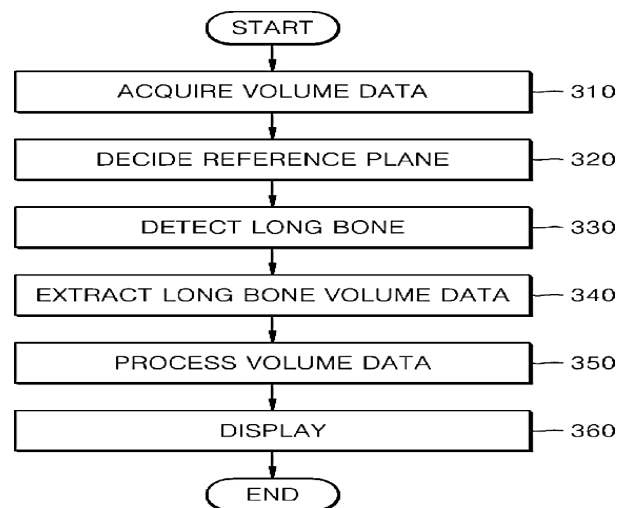 START
ACQUIRE VOLUME DATA 310
DECIDE REFERENCE PLANE 320
DETECT LONG BONE 330
EXTRACT LONG BONE VOLUME DATA 340
PROCESS VOLUME DATA 350
DISPLAY 360
END